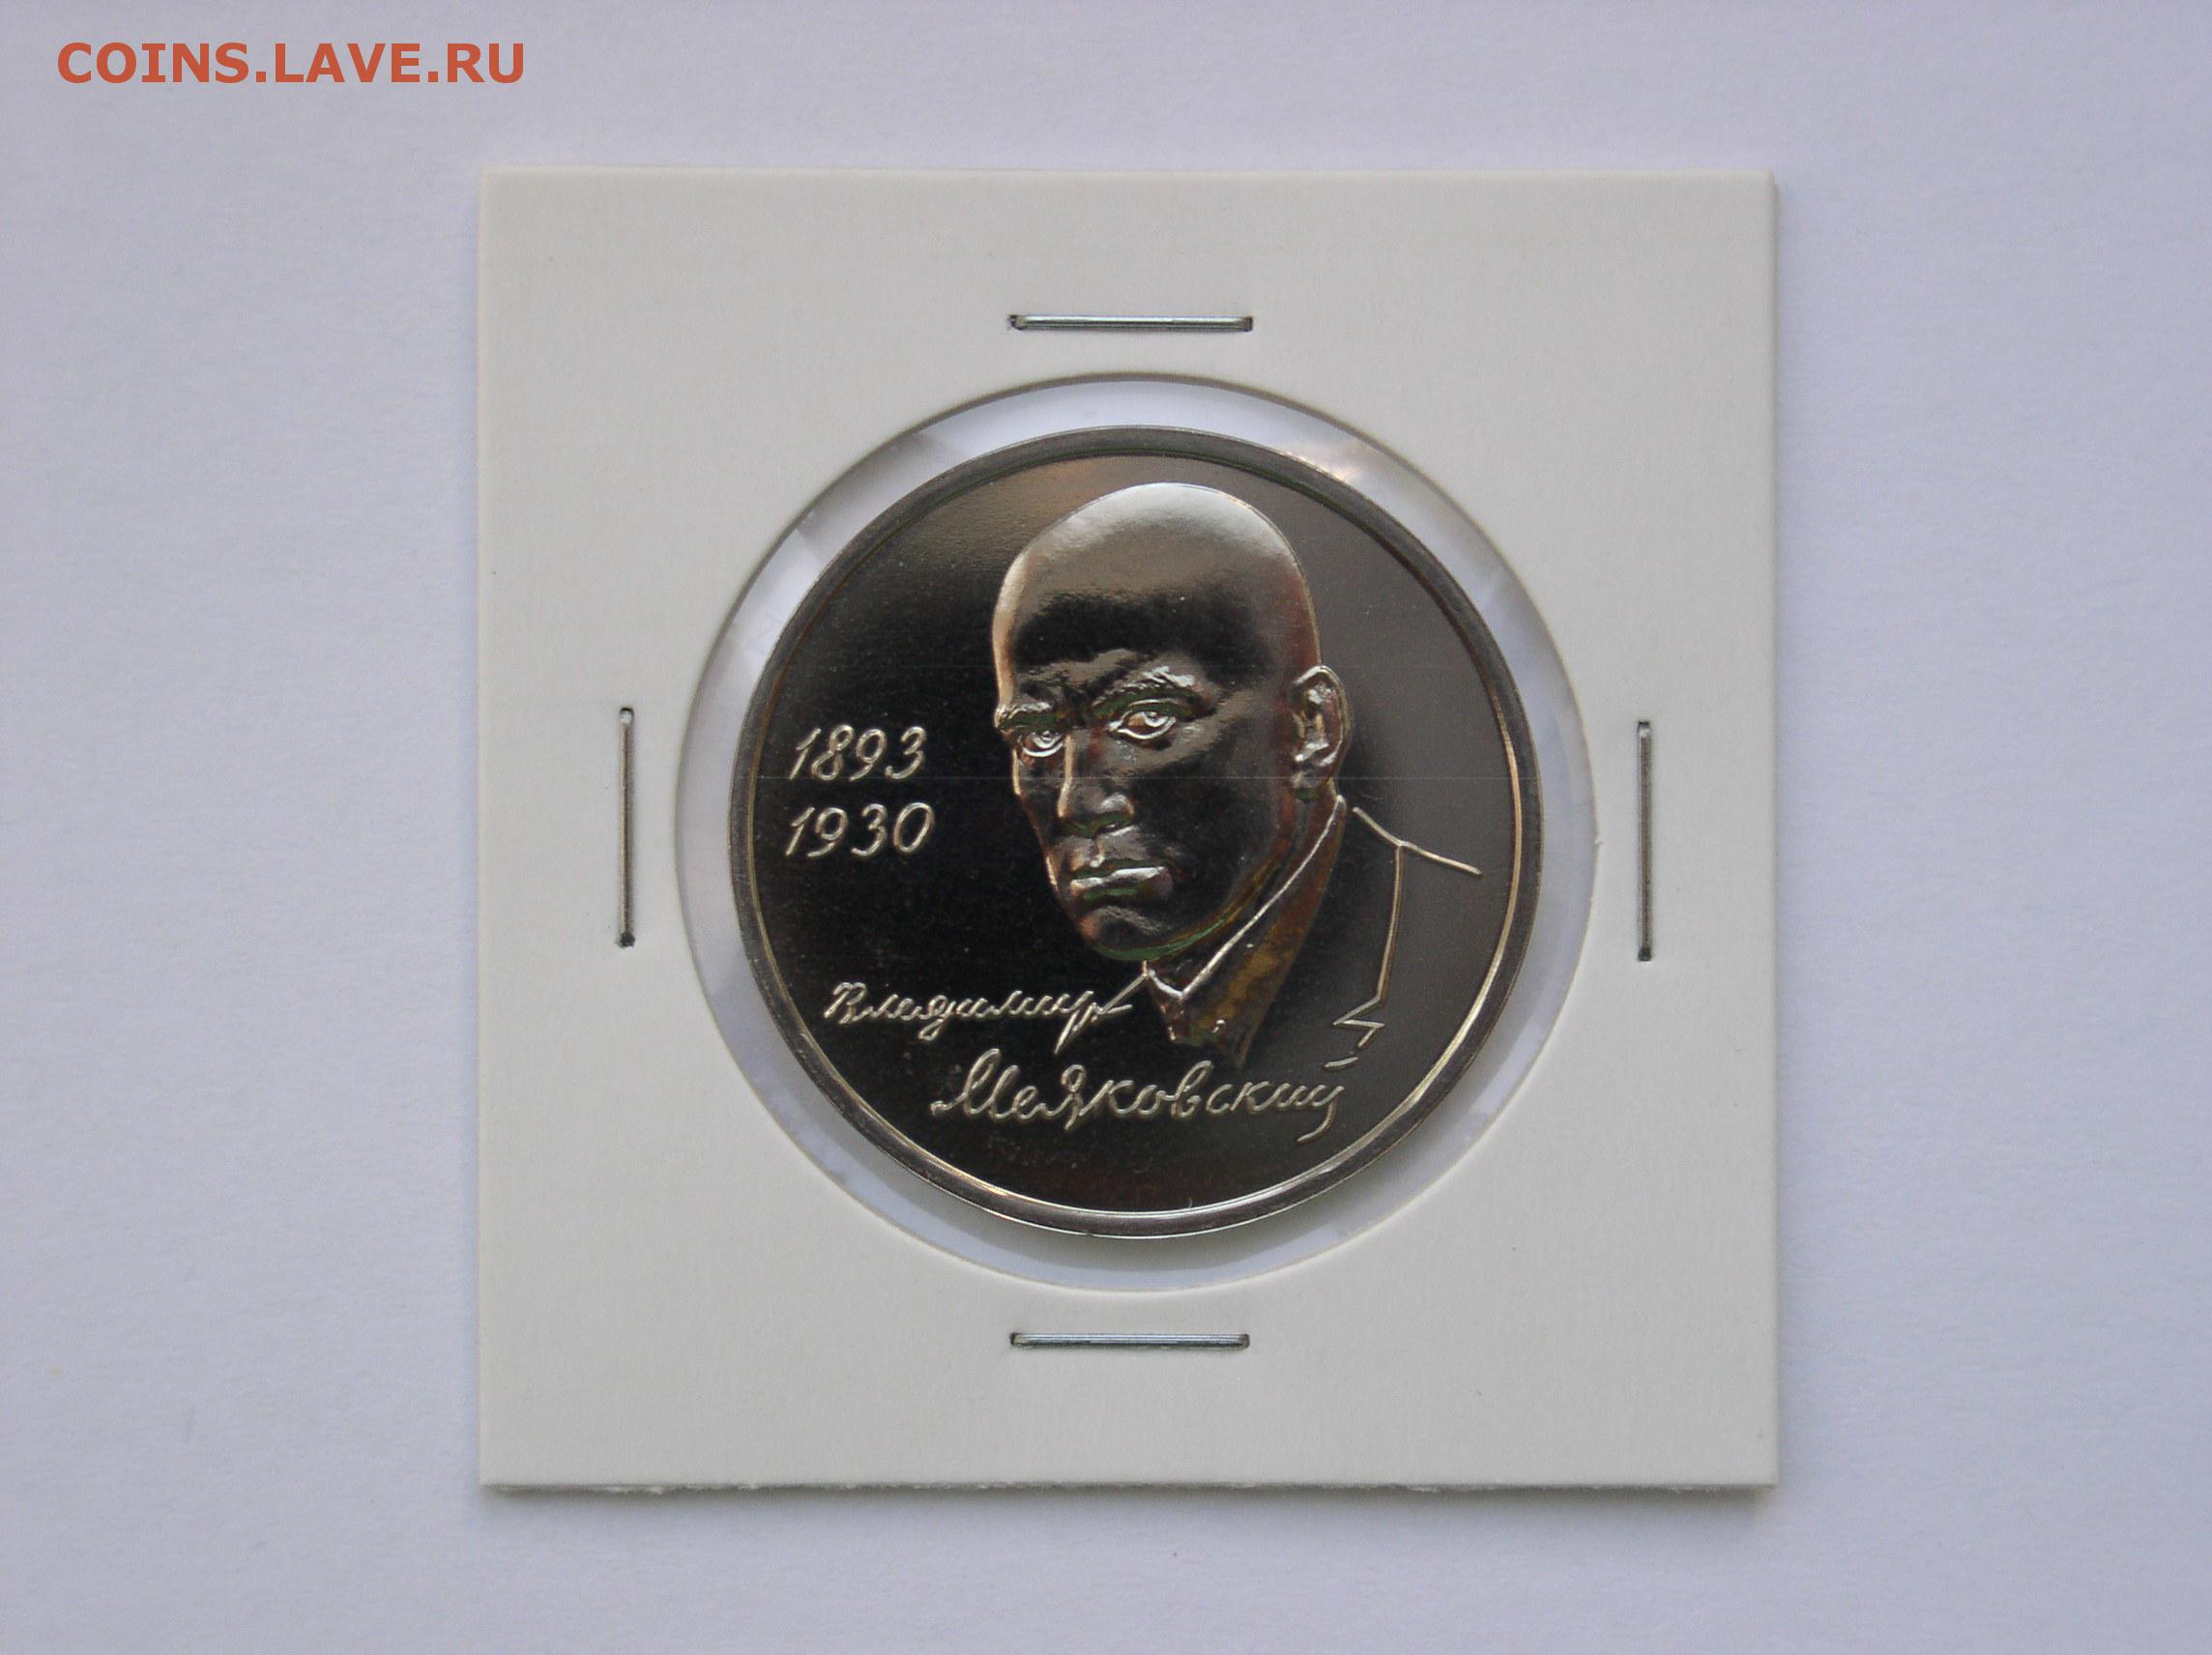 COINS.LAVE.RU
1893
1930
Владимир
Маяковский